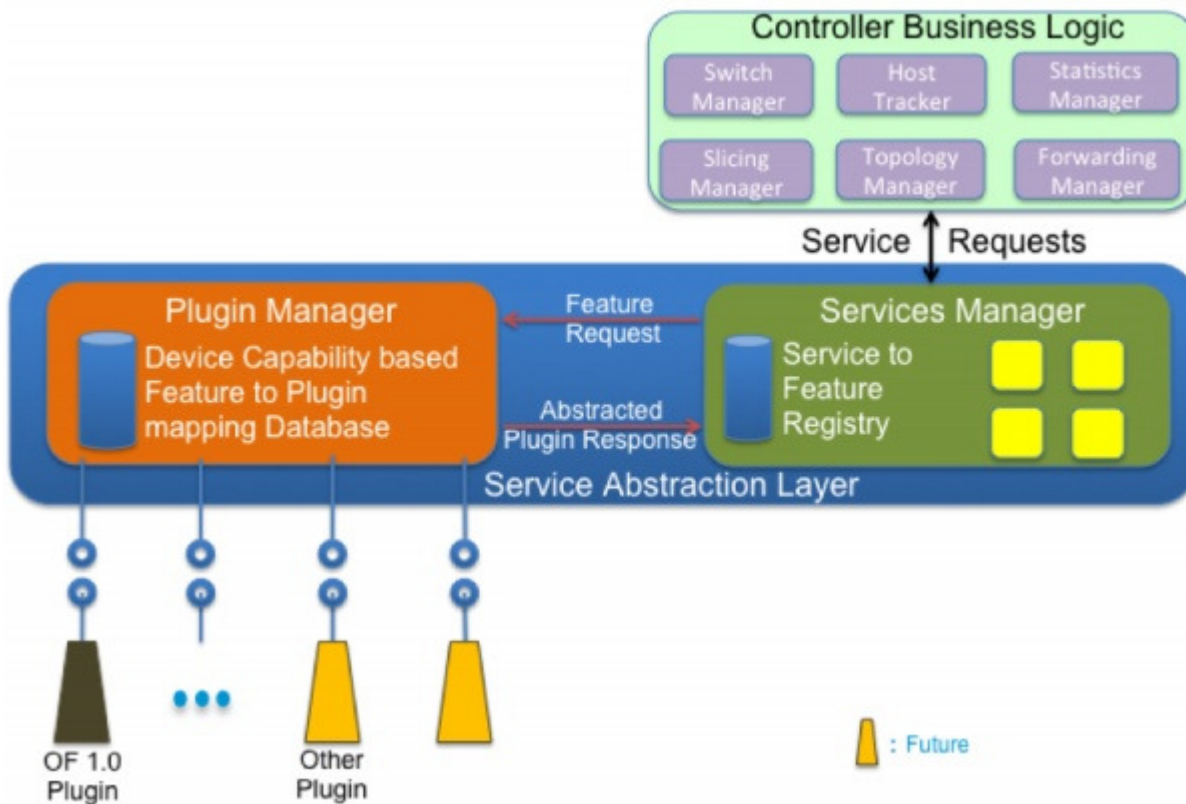 Controller Business Logic
Switch
Manager
Host
Tracker
Statistics
Manager
Slicing
Manager
Topology
Manager
Forwarding
Manager
Service Requests
Plugin Manager
Device Capability based
Feature to Plugin
mapping Database
Feature
Request
Abstracted
Plugin Response
Services Manager
Service to
Feature
Registry
Service Abstraction Layer
OF 1.0
Plugin
Other
Plugin
: Future